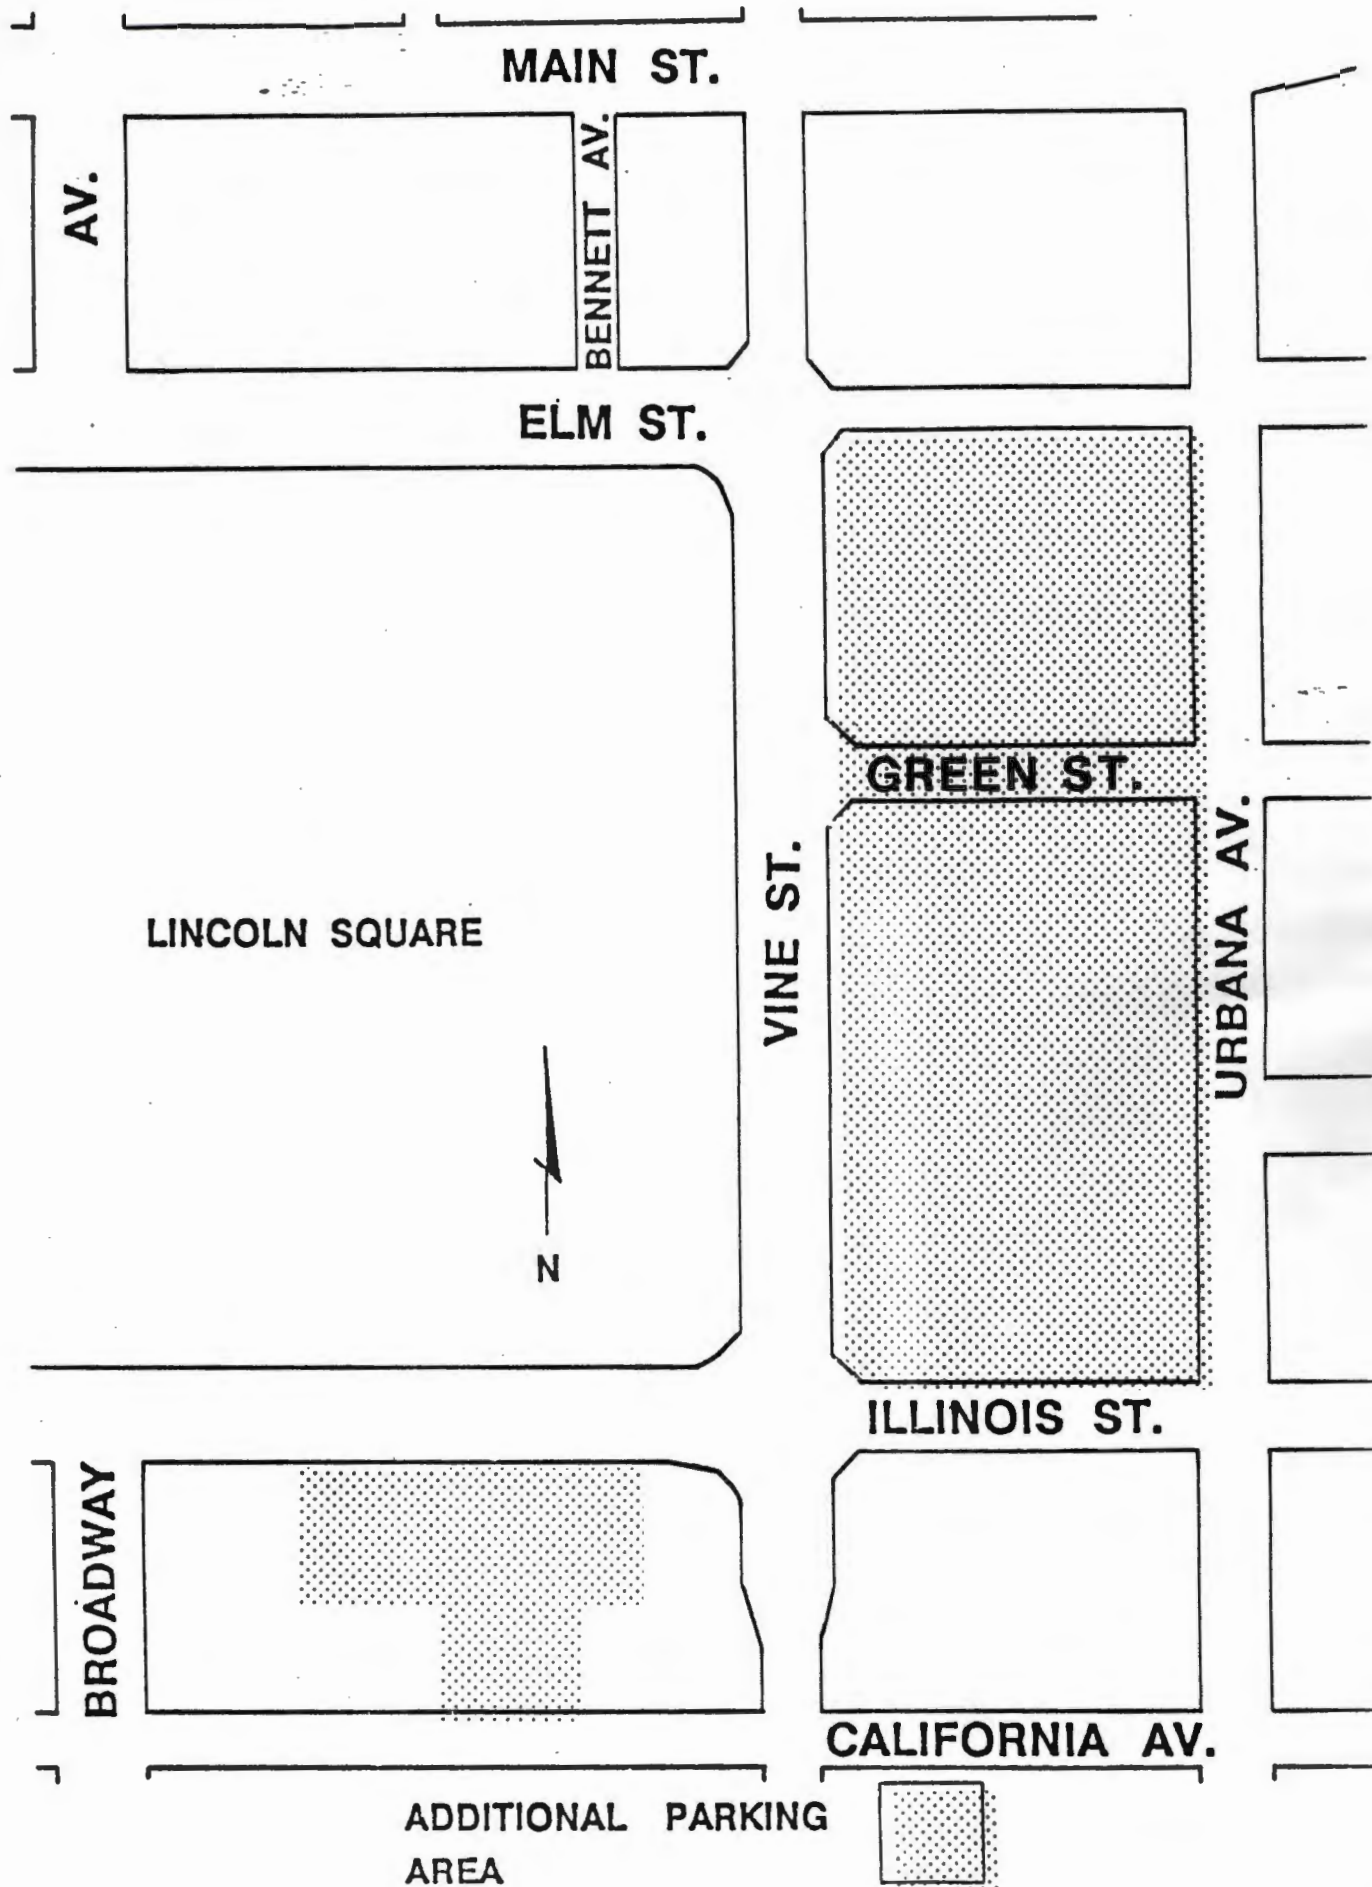 MAIN ST.
AV.
BENNETT AV.
ELM ST.
GREEN ST.
VINE ST.
URBANA AV.
LINCOLN SQUARE
N
ILLINOIS ST.
BROADWAY
CALIFORNIA AV.
ADDITIONAL PARKING
AREA